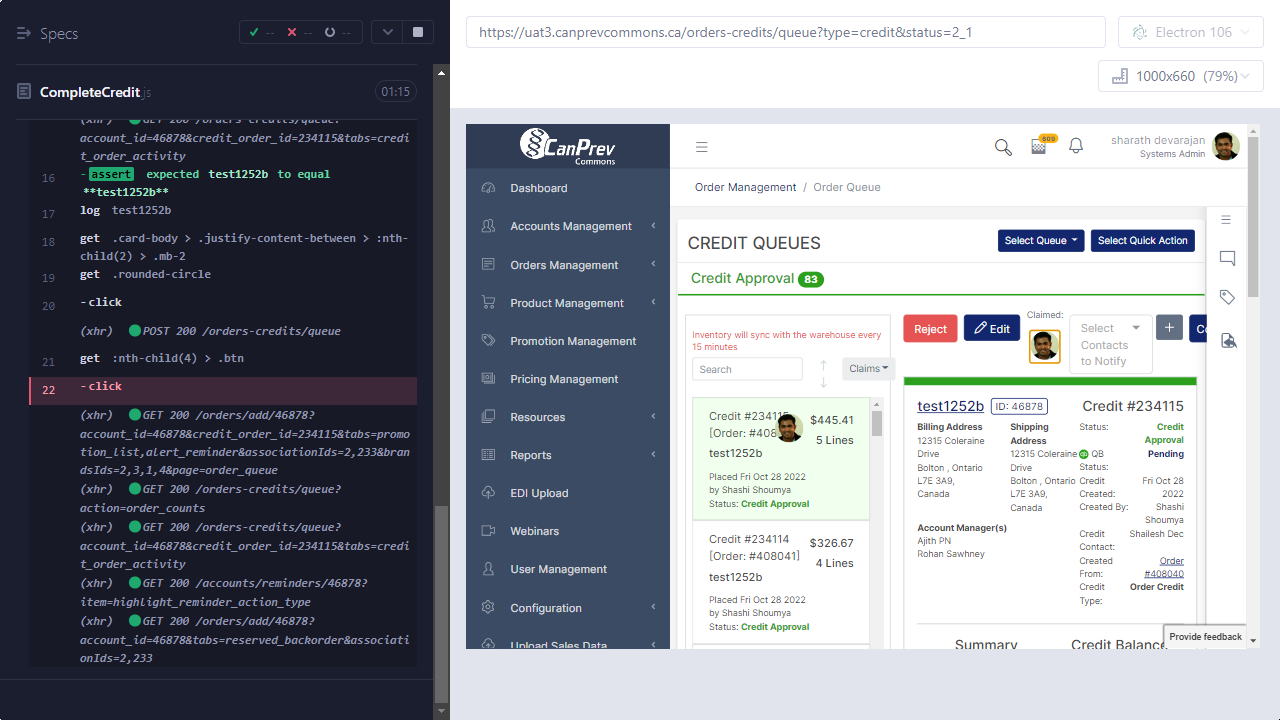 Specs
-- -- --
CompleteCredit.js
01:15
(xhr) GET 200 /orders-credits/queue?
account_id=46878&credit_order_id=234115&tabs=credi
t_order_activity
16 -assert expected test1252b to equal
**test1252b**
17 log test1252b
18 get .card-body > .justify-content-between > :nth-
child(2) > .mb-2
19 get .rounded-circle
20 -click
(xhr) POST 200 /orders-credits/queue
21 get :nth-child(4) > .btn
22 -click
(xhr) GET 200 /orders/add/46878?
account_id=46878&credit_order_id=234115&tabs=promo
tion_list,alert_reminder&associationIds=2,233&bran
dsIds=2,3,1,4&page=order_queue
(xhr) GET 200 /orders-credits/queue?
action=order_counts
(xhr) GET 200 /orders-credits/queue?
account_id=46878&credit_order_id=234115&tabs=credi
t_order_activity
(xhr) GET 200 /accounts/reminders/46878?
item=highlight_reminder_action_type
(xhr) GET 200 /orders/add/46878?
account_id=46878&tabs=reserved_backorder&associati
onIds=2,233
https://uat3.canprevcommons.ca/orders-credits/queue?type=credit&status=2_1
Electron 106
1000x660 (79%)
CanPrev
Commons
Dashboard
Accounts Management
Orders Management
Product Management
Promotion Management
Pricing Management
Resources
Reports
EDI Upload
Webinars
User Management
Configuration
Upload Sales Data
600
sharath devarajan
Systems Admin
Order Management / Order Queue
CREDIT QUEUES
Select Queue
Select Quick Action
Credit Approval 83
Inventory will sync with the warehouse every
15 minutes
Search
Claims
Credit #234115 $445.41
[Order: #408 5 Lines
test1252b
Placed Fri Oct 28 2022
by Shashi Shoumya
Status: Credit Approval
Credit #234114 $326.67
[Order: #408041] 4 Lines
test1252b
Placed Fri Oct 28 2022
by Shashi Shoumya
Status: Credit Approval
Reject
Edit
Claimed:
Select
Contacts
to Notify
+
Co
test1252b ID: 46878 Credit #234115
Billing Address
12315 Coleraine
Drive
Bolton , Ontario
L7E 3A9,
Canada
Shipping
Address
12315 Coleraine
Drive
Bolton , Ontario
L7E 3A9,
Canada
Account Manager(s)
Ajith PN
Rohan Sawhney
Status: Credit
Approval
qb QB Pending
Status:
Credit Fri Oct 28
Created: 2022
Created By: Shashi
Shoumya
Credit Shailesh Dec
Contact:
Created Order
From: #408040
Credit Order Credit
Type:
Summary
Credit Balance
Provide feedback